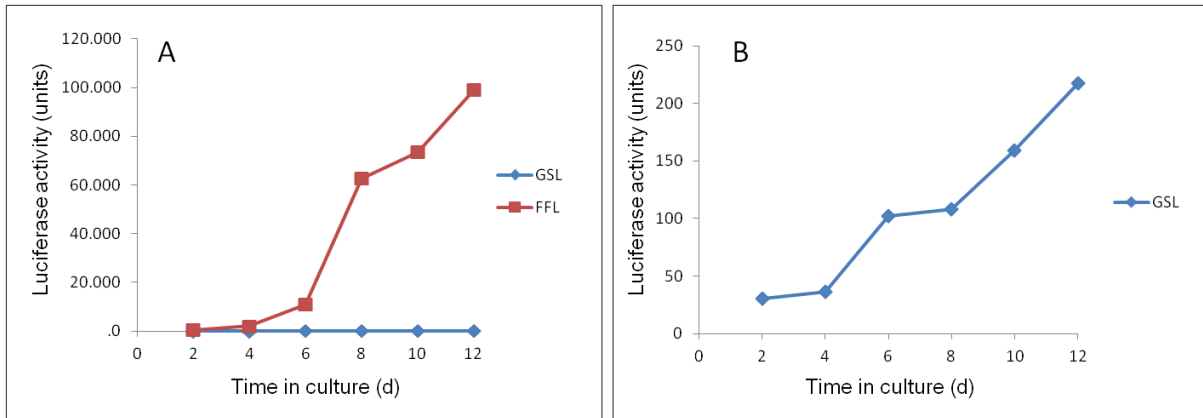 A
Luciferase activity (units)
120.000
100.000
80.000
60.000
40.000
20.000
.0
0 2 4 6 8 10 12
Time in culture (d)
GSL
FFL
B
Luciferase activity (units)
250
200
150
100
50
0
0 2 4 6 8 10 12
Time in culture (d)
GSL